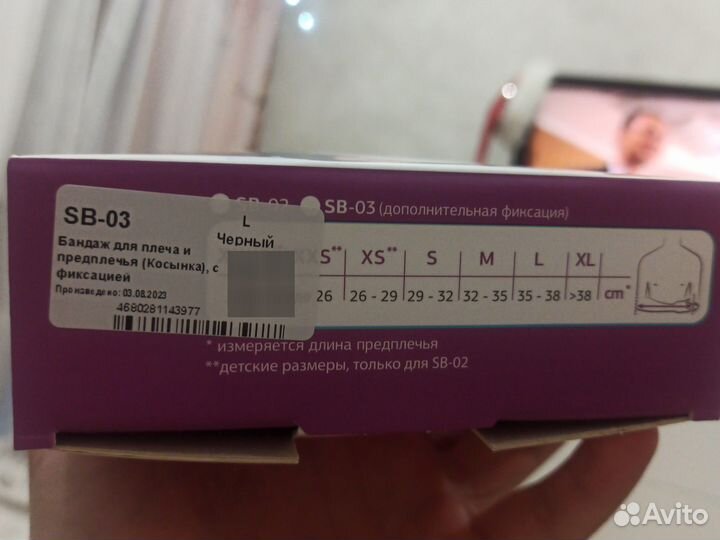 SB-03
L
Черный
Бандаж для плеча и
предплечья (Косынка), с
фиксацией
Произведено: 03.08.2023
4680281143977
SB-03 (дополнительная фиксация)
S** XS** S M L XL
26 26 - 29 29 - 32 32 - 35 35 - 38 >38 cm*
* измеряется длина предплечья
**детские размеры, только для SB-02
Avito